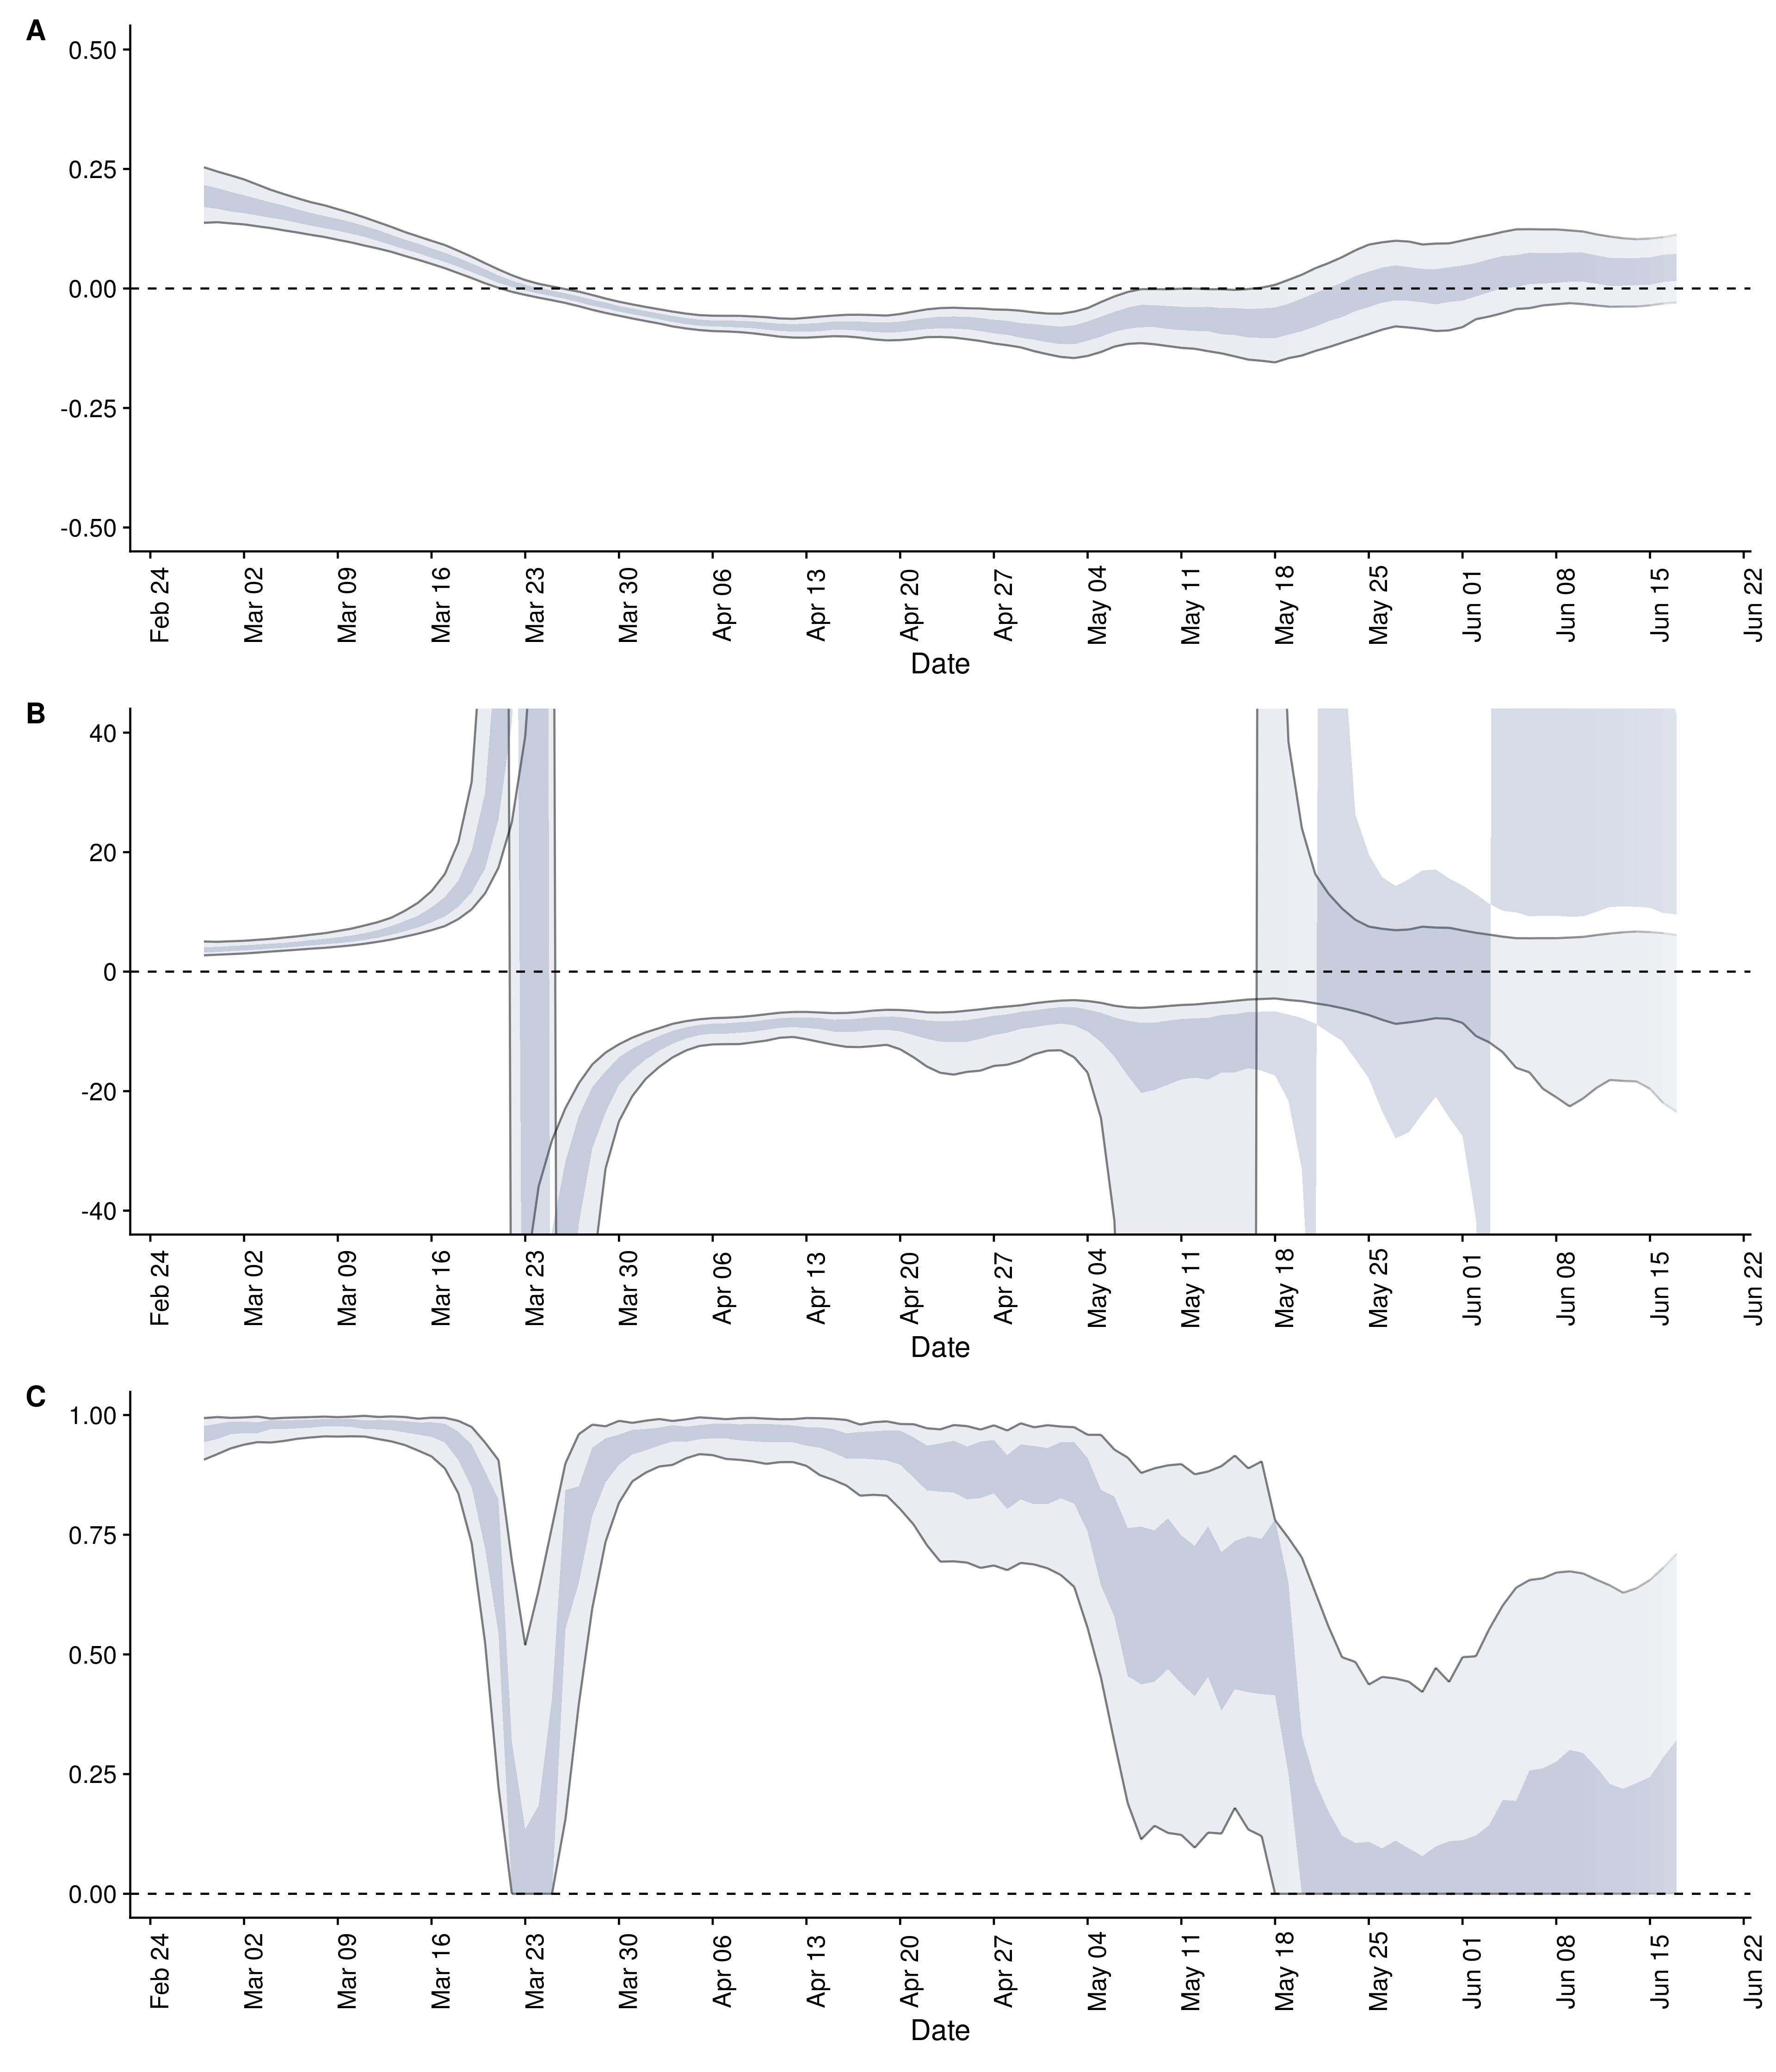 A
0.50
0.25
0.00
-0.25
-0.50
Feb 24
Mar 02
Mar 09
Mar 16
Mar 23
Mar 30
Apr 06
Apr 13
Apr 20
Apr 27
May 04
May 11
May 18
May 25
Jun 01
Jun 08
Jun 15
Jun 22
Date
B
40
20
0
-20
-40
Feb 24
Mar 02
Mar 09
Mar 16
Mar 23
Mar 30
Apr 06
Apr 13
Apr 20
Apr 27
May 04
May 11
May 18
May 25
Jun 01
Jun 08
Jun 15
Jun 22
Date
C
1.00
0.75
0.50
0.25
0.00
Feb 24
Mar 02
Mar 09
Mar 16
Mar 23
Mar 30
Apr 06
Apr 13
Apr 20
Apr 27
May 04
May 11
May 18
May 25
Jun 01
Jun 08
Jun 15
Jun 22
Date